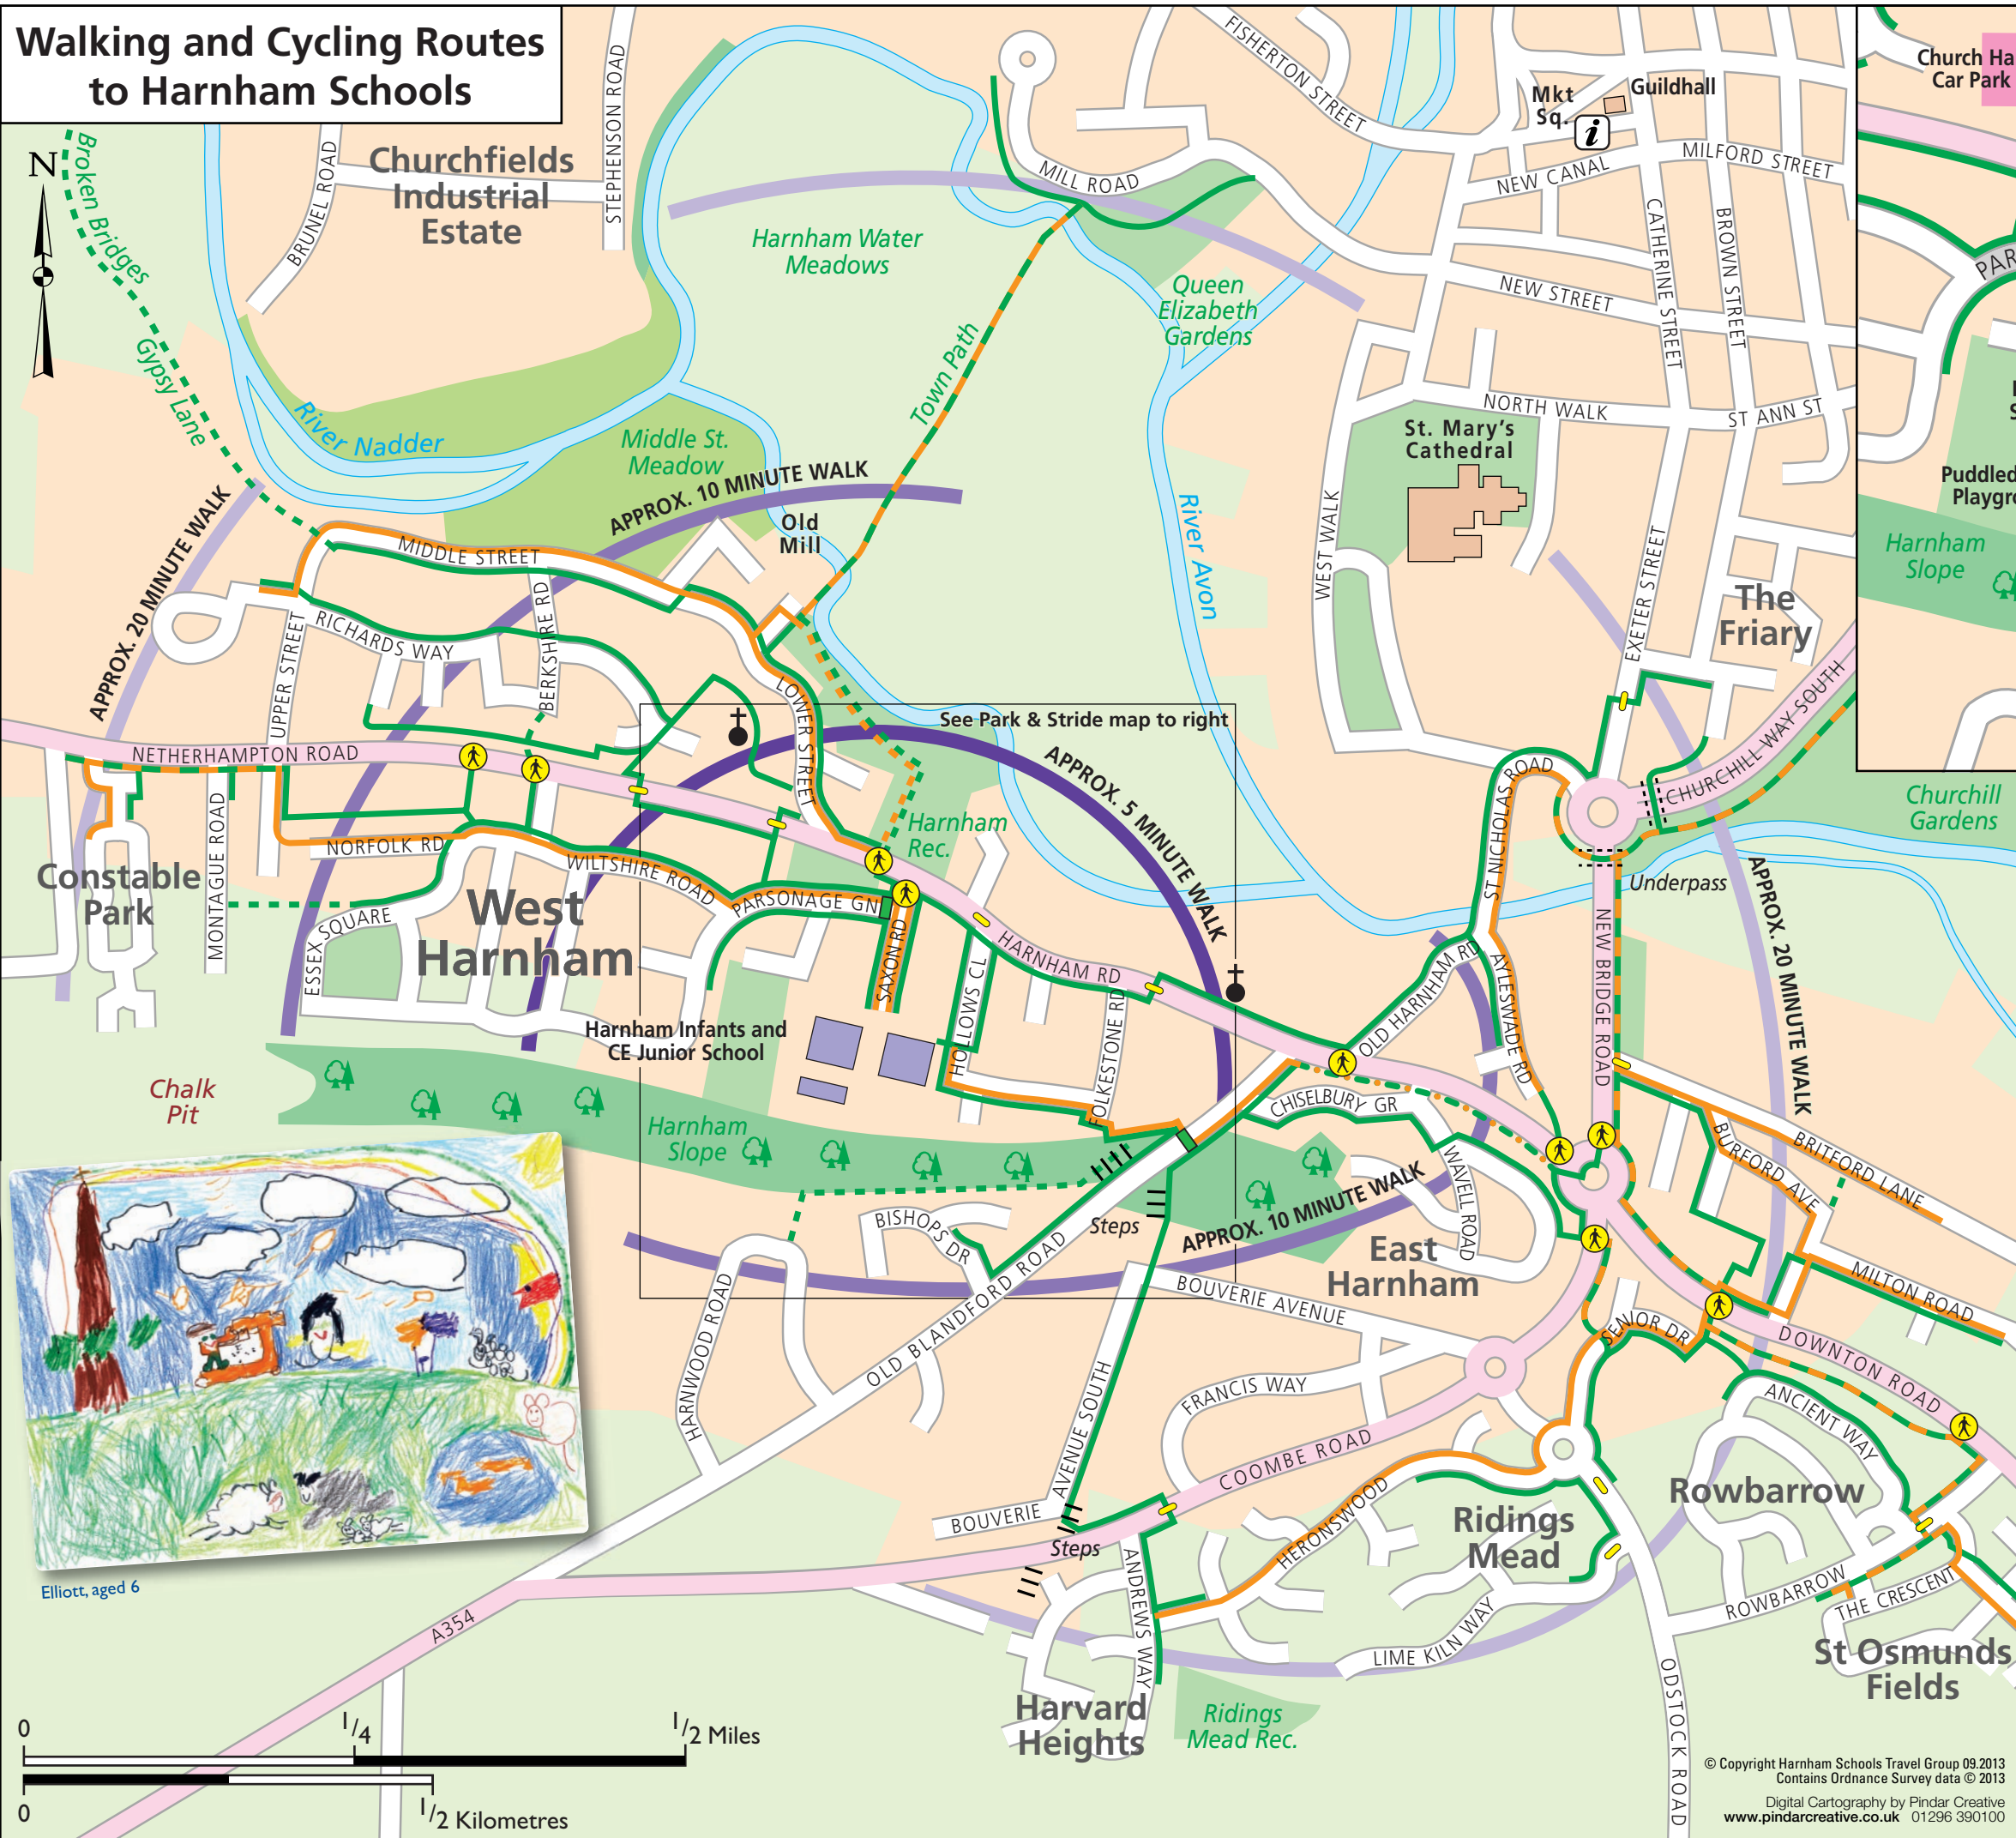 Walking and Cycling Routes
to Harnham Schools
N
Broken Bridges
Gypsy Lane
BRUNEL ROAD
Churchfields
Industrial
Estate
STEPHENSON ROAD
Harnham Water
Meadows
MILL ROAD
FISHERTON STREET
Mkt
Sq.
Guildhall
i
NEW CANAL
MILFORD STREET
CATHERINE STREET
BROWN STREET
NEW STREET
Queen
Elizabeth
Gardens
Town Path
NORTH WALK
ST ANN ST
St. Mary's
Cathedral
WEST WALK
River Nadder
Middle St.
Meadow
APPROX. 10 MINUTE WALK
Old
Mill
River Avon
EXETER STREET
The
Friary
Church Ha
Car Park
PAR
Puddled
Playgro
Harnham
Slope
APPROX. 20 MINUTE WALK
MIDDLE STREET
RICHARDS WAY
BERKSHIRE RD
UPPER STREET
LOWER STREET
See Park & Stride map to right
APPROX. 5 MINUTE WALK
NETHERHAMPTON ROAD
ST NICHOLAS ROAD
CHURCHILL WAY SOUTH
Churchill
Gardens
Underpass
Harnham
Rec.
NORFOLK RD
WILTSHIRE ROAD
PARSONAGE GN
Constable
Park
MONTAGUE ROAD
ESSEX SQUARE
West
Harnham
SAXON RD
HOLLOWS CL
HARNHAM RD
FOLKESTONE RD
OLD HARNHAM RD
AYLESWADE RD
NEW BRIDGE ROAD
APPROX. 20 MINUTE WALK
Harnham Infants and
CE Junior School
Chalk
Pit
Harnham
Slope
CHISELBURY GR
WAVELL ROAD
BURFORD AVE
BRITFORD LANE
MILTON ROAD
Steps
APPROX. 10 MINUTE WALK
East
Harnham
BISHOPS DR
HARNWOOD ROAD
OLD BLANDFORD ROAD
BOUVERIE AVENUE
SENIOR DR
DOWNTON ROAD
FRANCIS WAY
BOUVERIE AVENUE SOUTH
COOMBE ROAD
ANCIENT WAY
Rowbarrow
Ridings
Mead
HERONSWOOD
Steps
ANDREWS WAY
ROWBARROW
THE CRESCENT
LIME KILN WAY
St Osmunds
Fields
ODSTOCK ROAD
Harvard
Heights
Ridings
Mead Rec.
Elliott, aged 6
A354
0 1/4 1/2 Miles
0 1/2 Kilometres
© Copyright Harnham Schools Travel Group 09.2013
Contains Ordnance Survey data © 2013
Digital Cartography by Pindar Creative
www.pindarcreative.co.uk 01296 390100